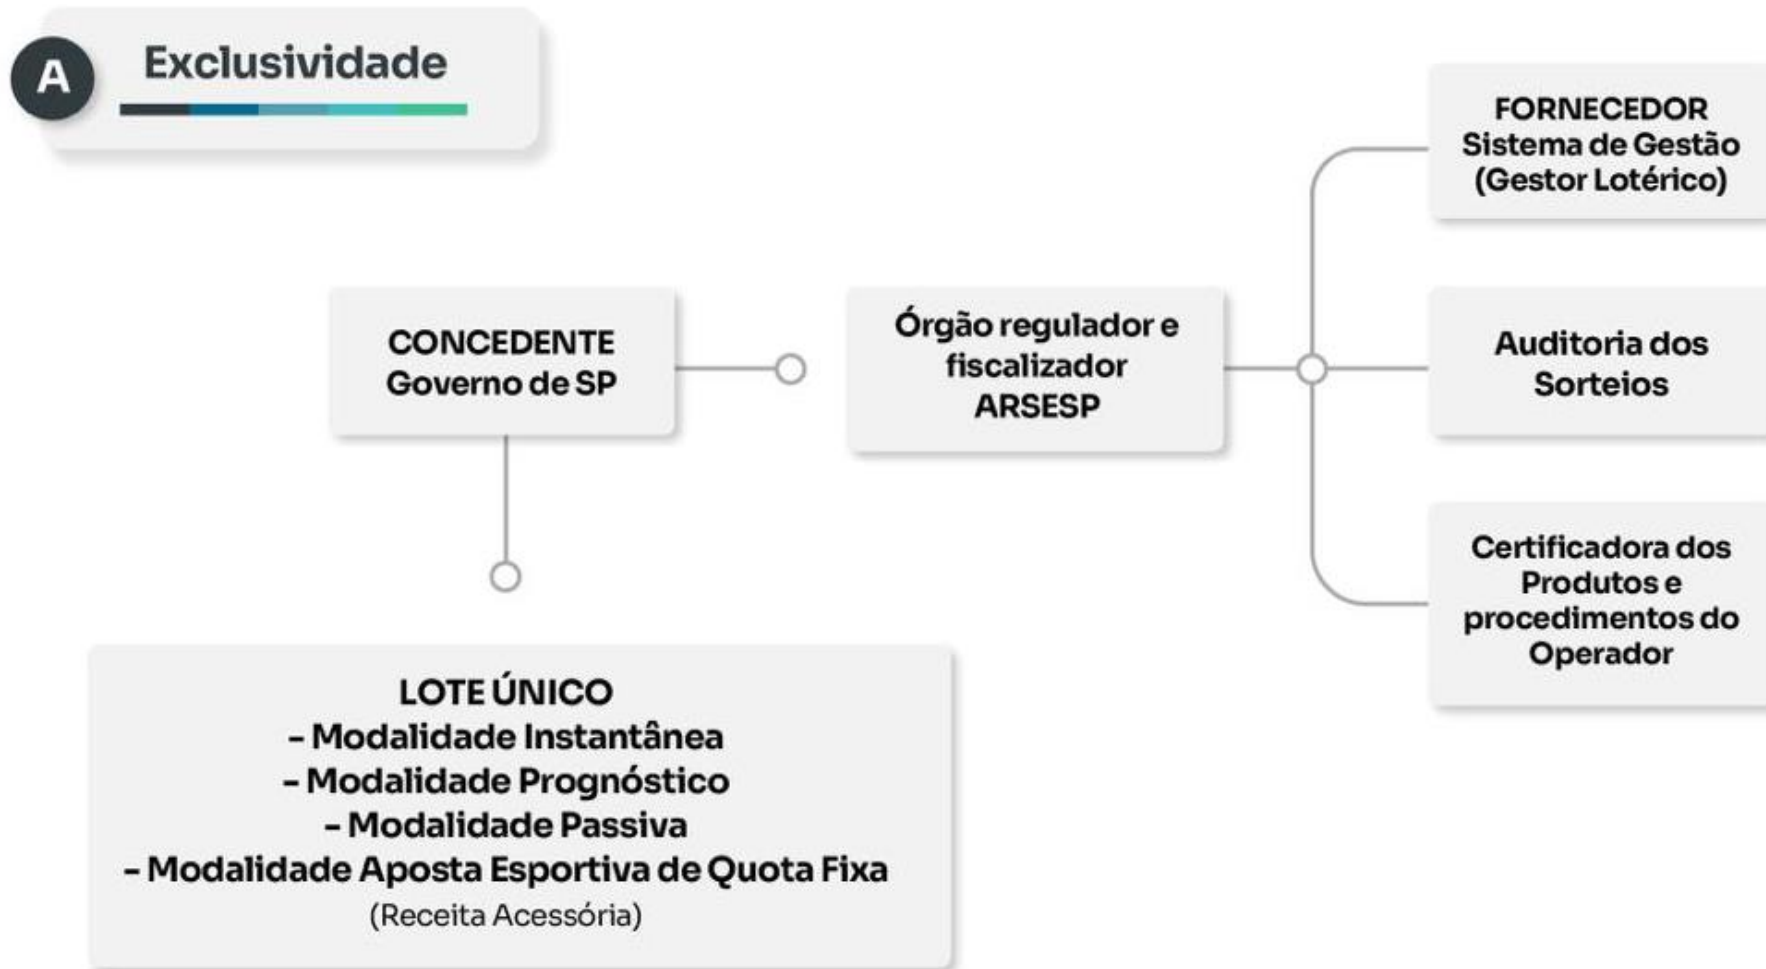 A
Exclusividade
FORNECEDOR
Sistema de Gestão
(Gestor Lotérico)
CONCEDENTE
Governo de SP
Órgão regulador e
fiscalizador
ARSESP
Auditoria dos
Sorteios
Certificadora dos
Produtos e
procedimentos do
Operador
LOTE ÚNICO
- Modalidade Instantânea
- Modalidade Prognóstico
- Modalidade Passiva
- Modalidade Aposta Esportiva de Quota Fixa
(Receita Acessória)